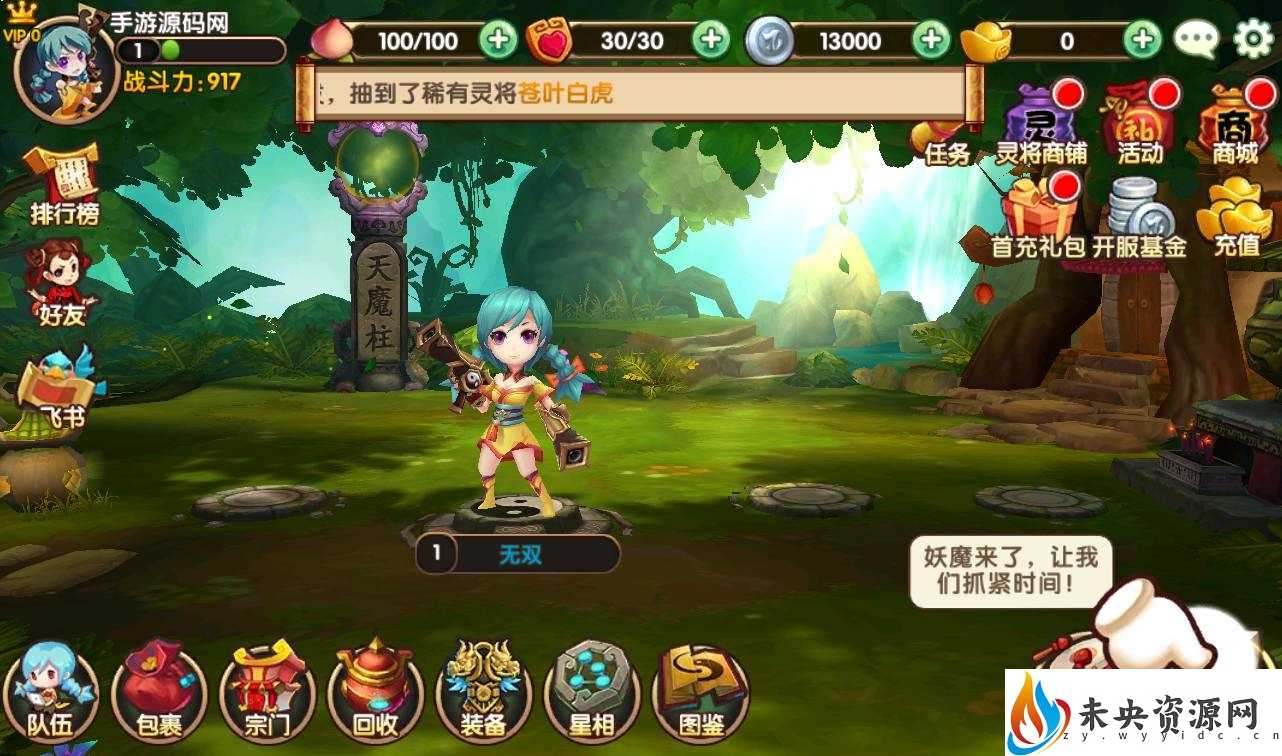 手游源码网
VIP 0
1
战斗力:917
100/100
30/30
13000
0
，抽到了稀有灵将苍叶白虎
任务
灵
灵将商铺
礼
活动
商
商城
首充礼包
开服基金
充值
排行榜
好友
飞书
天魔柱
1
无双
妖魔来了，让我
们抓紧时间！
队伍
包裹
宗门
回收
装备
星相
图鉴
未央资源网
zy.wyyidc.cn